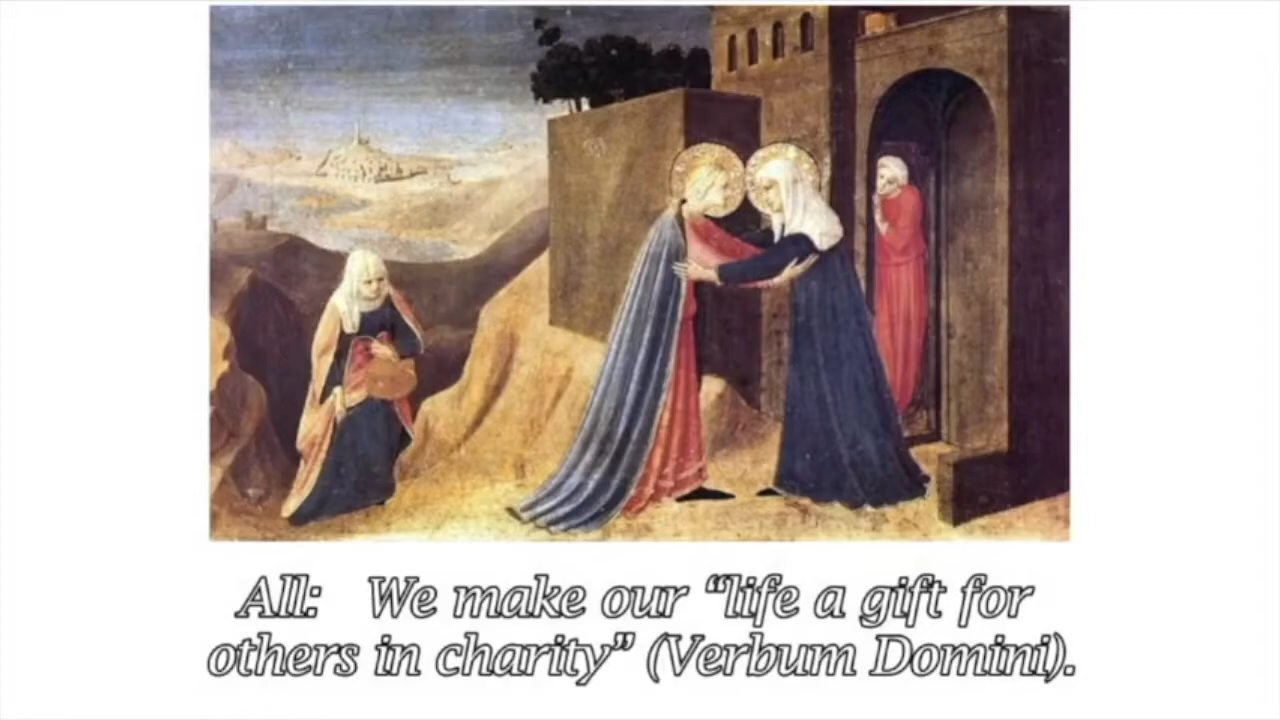 All: We make our “life a gift for
others in charity” (Verbum Domini).